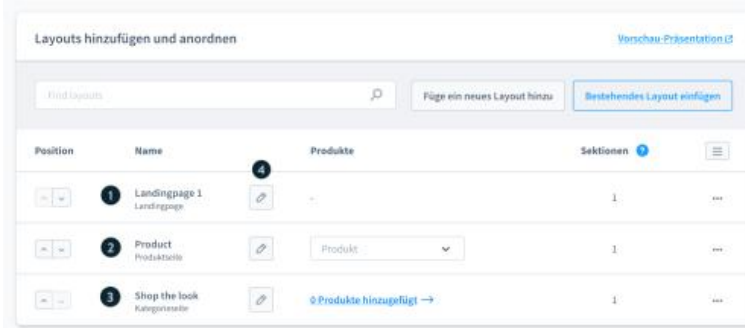 Layouts hinzufügen und anordnen
Vorschau-Präsentation
Find layouts
Füge ein neues Layout hinzu
Bestehendes Layout einfügen
Position Name Produkte Sektionen ?
4
1 Landingpage 1 - 1 ...
Landingpage
2 Product Produkt 1 ...
Produktseite
3 Shop the look 0 Produkte hinzugefügt → 1 ...
Kategorieseite